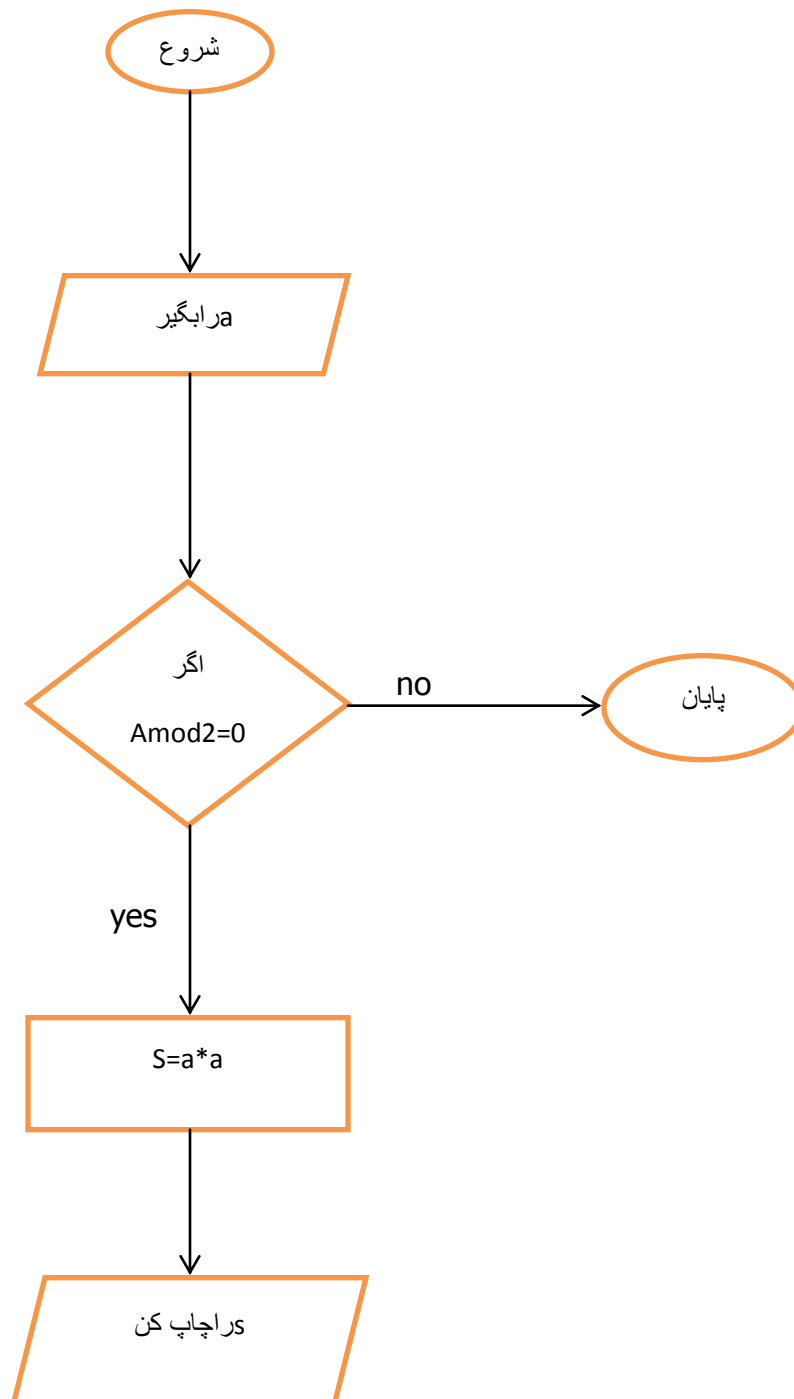 شروع
aرابگیر
اگر
Amod2=0
no
پایان
yes
S=a*a
sراچاپ کن